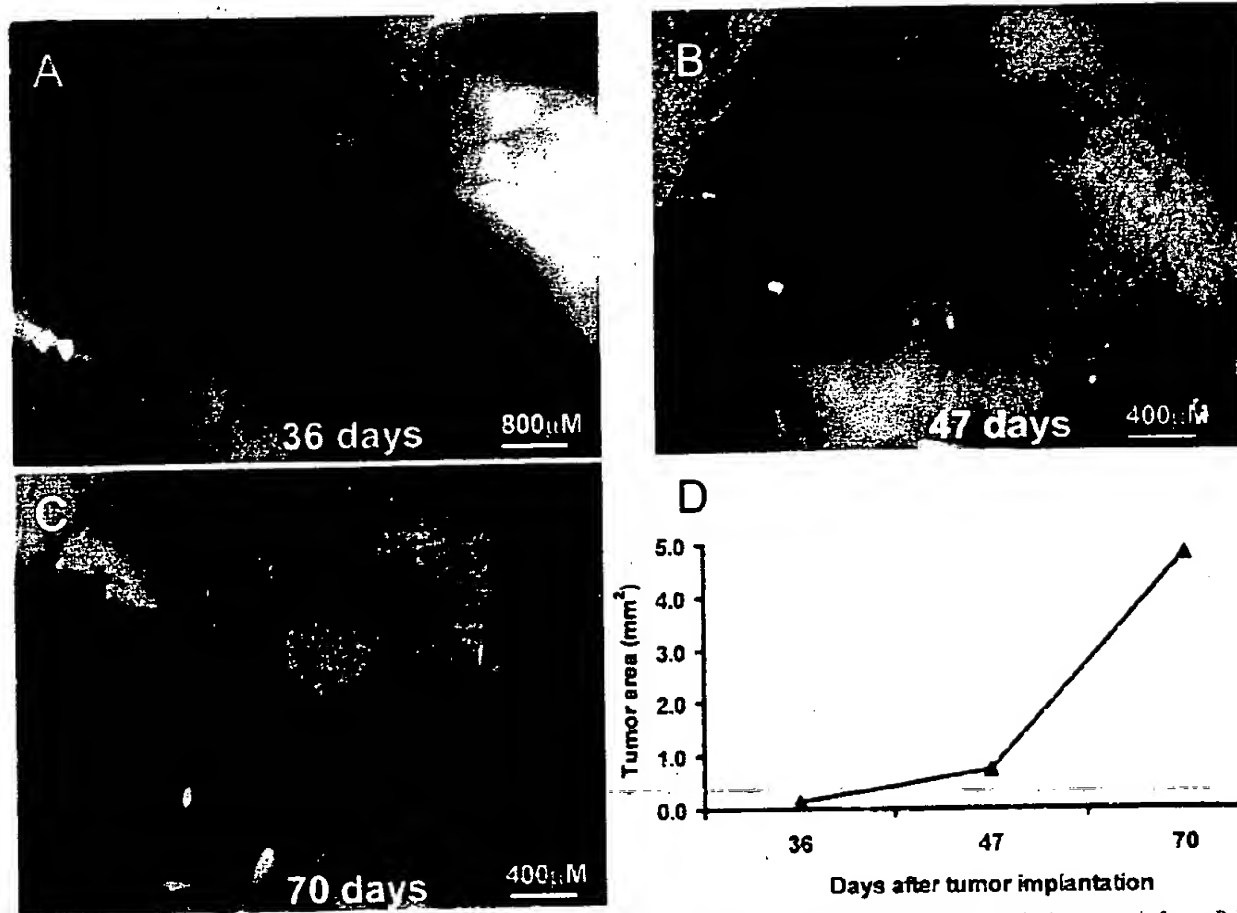 A
36 days
800μM
B
47 days
400μM
C
70 days
400μM
D
5.0
4.0
3.0
2.0
1.0
0.0
Tumor area (mm²)
36
47
70
Days after tumor implantation